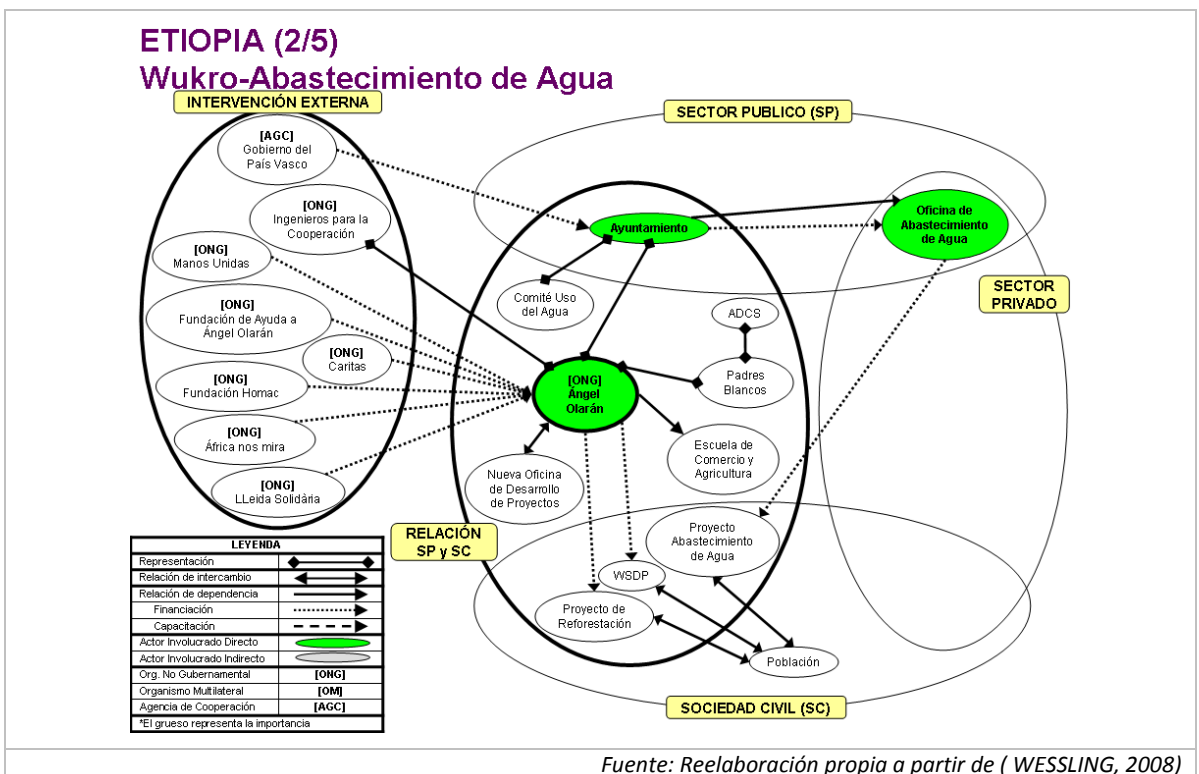 ETIOPIA (2/5)
Wukro-Abastecimiento de Agua
INTERVENCIÓN EXTERNA
[AGC]
Gobierno del
País Vasco
[ONG]
Ingenieros para la
Cooperación
[ONG]
Manos Unidas
[ONG]
Fundación de Ayuda a
Ángel Olarán
[ONG]
Caritas
[ONG]
Fundación Homac
[ONG]
África nos mira
[ONG]
LLeida Solidària
SECTOR PUBLICO (SP)
Ayuntamiento
Oficina de
Abastecimiento
de Agua
SECTOR
PRIVADO
Comité Uso
del Agua
ADCS
Padres
Blancos
[ONG]
Ángel
Olarán
Escuela de
Comercio y
Agricultura
Nueva Oficina
de Desarrollo
de Proyectos
RELACIÓN
SP y SC
Proyecto
Abastecimiento
de Agua
WSDP
Proyecto de
Reforestación
Población
SOCIEDAD CIVIL (SC)
LEYENDA
Representación
Relación de intercambio
Relación de dependencia
Financiación
Capacitación
Actor Involucrado Directo
Actor Involucrado Indirecto
Org. No Gubernamental [ONG]
Organismo Multilateral [OM]
Agencia de Cooperación [AGC]
*El grueso representa la importancia
Fuente: Reelaboración propia a partir de ( WESSLING, 2008)